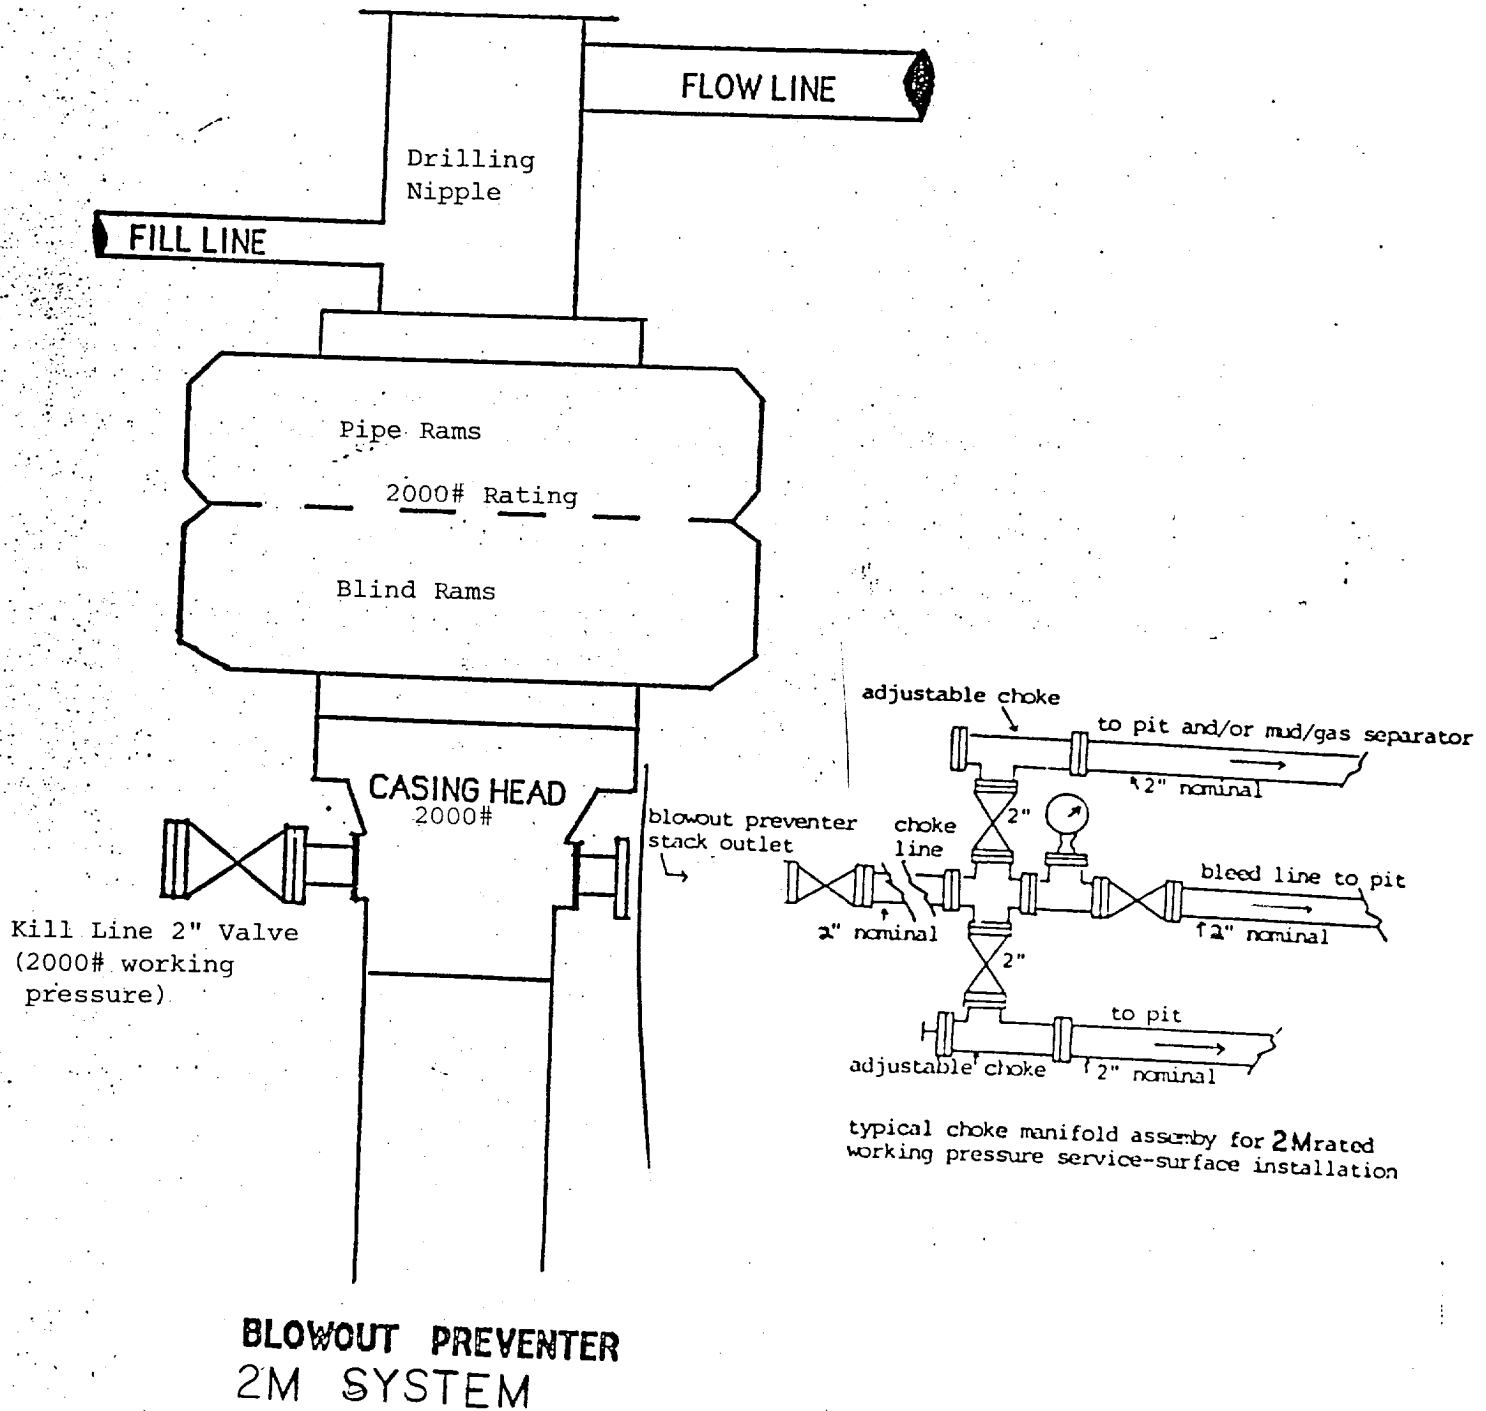 FLOW LINE
Drilling
Nipple
FILL LINE
Pipe Rams
2000# Rating
Blind Rams
CASING HEAD
2000#
Kill Line 2" Valve
(2000# working
pressure)
blowout preventer
stack outlet
adjustable choke
to pit and/or mud/gas separator
2" nominal
2"
choke
line
bleed line to pit
2" nominal
2" nominal
2"
to pit
adjustable choke
2" nominal
typical choke manifold assemby for 2M rated
working pressure service-surface installation
BLOWOUT PREVENTER
2M SYSTEM